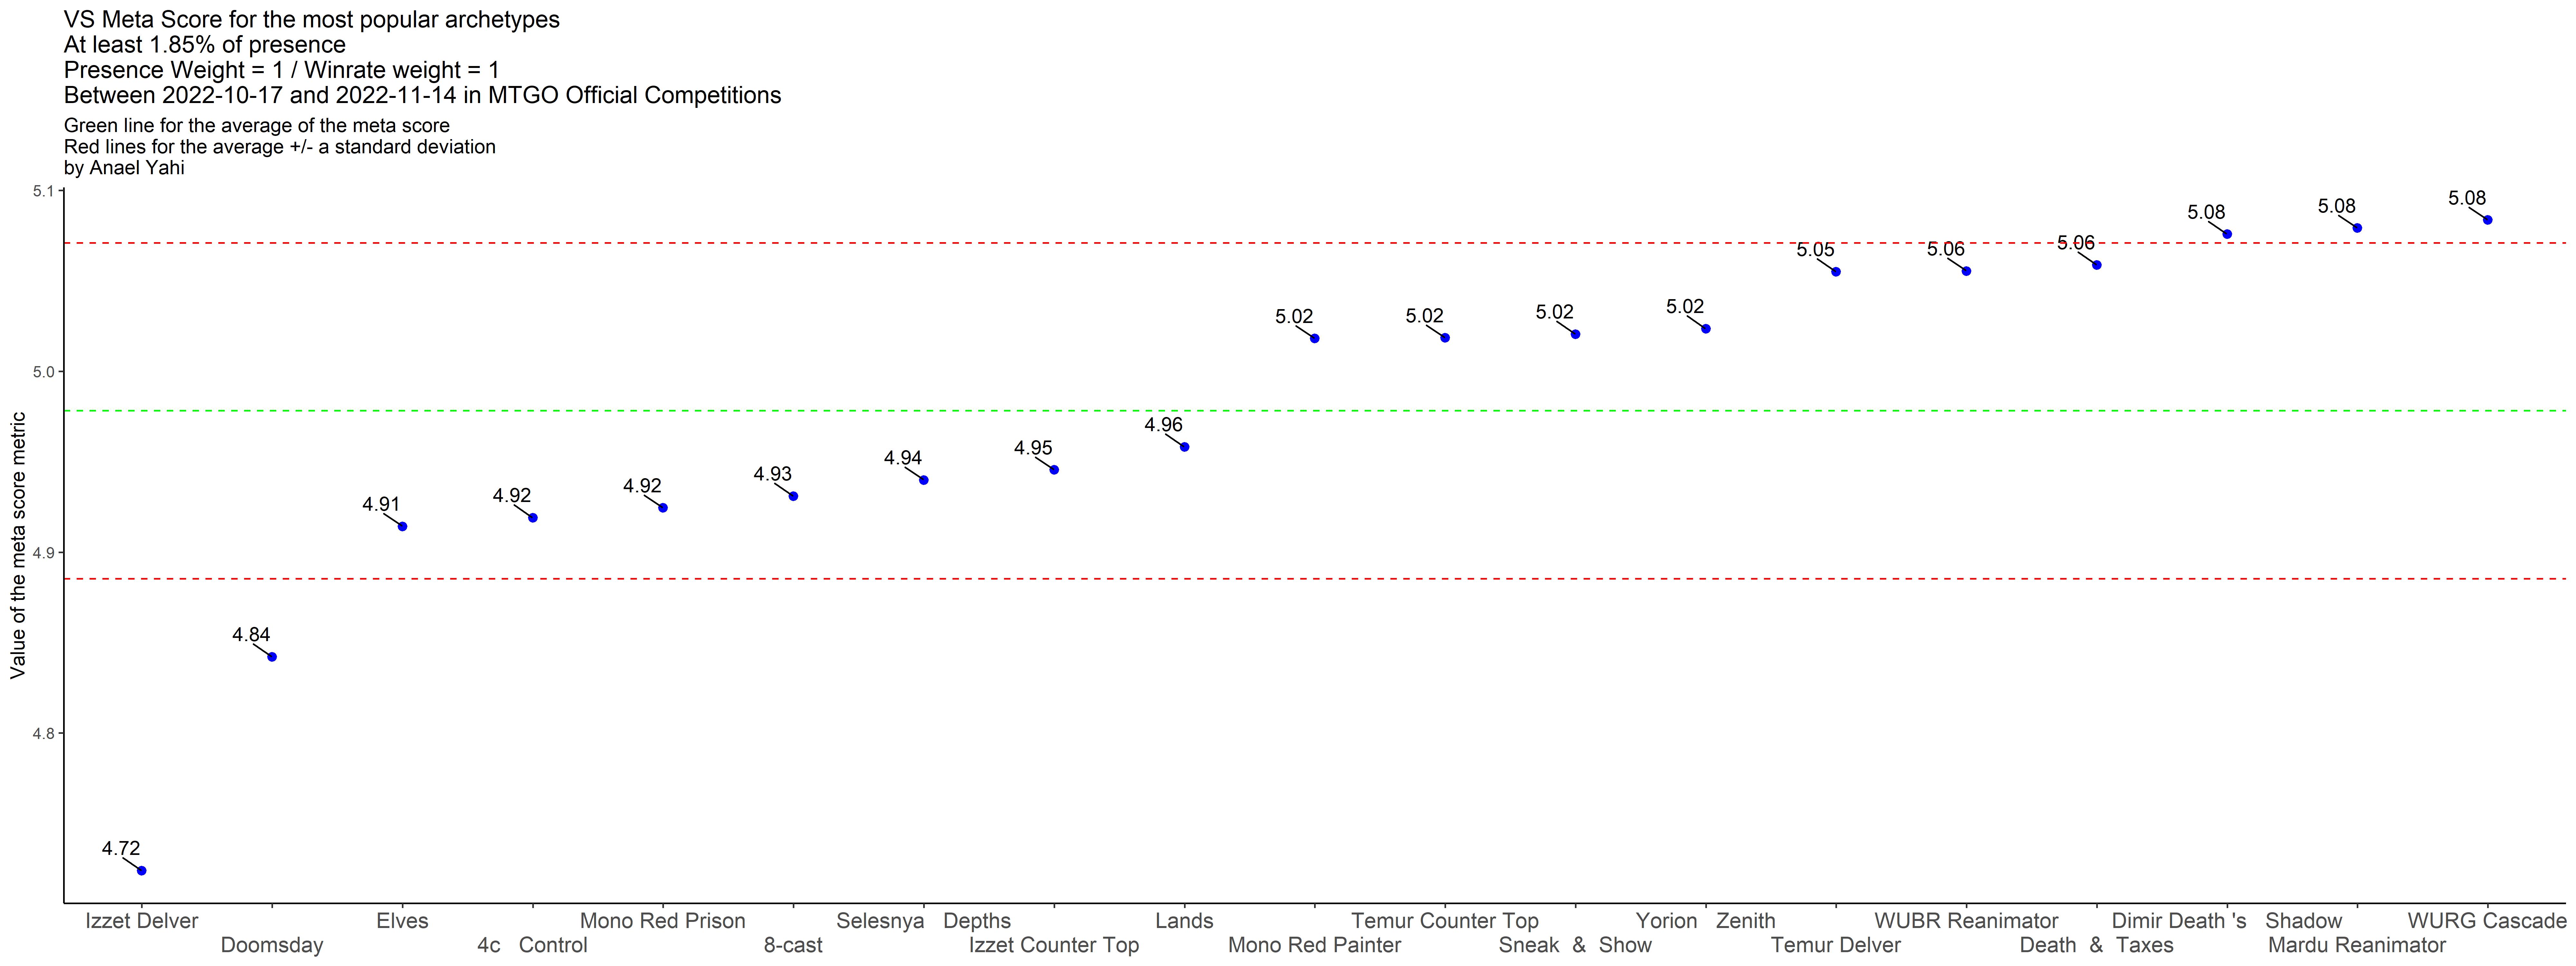 VS Meta Score for the most popular archetypes
At least 1.85% of presence
Presence Weight = 1 / Winrate weight = 1
Between 2022-10-17 and 2022-11-14 in MTGO Official Competitions
Green line for the average of the meta score
Red lines for the average +/- a standard deviation
by Anael Yahi
Value of the meta score metric
5.1
5.0
4.9
4.8
4.72
4.84
4.91
4.92
4.92
4.93
4.94
4.95
4.96
5.02
5.02
5.02
5.02
5.05
5.06
5.06
5.08
5.08
5.08
Izzet Delver
Doomsday
Elves
4c Control
Mono Red Prison
8-cast
Selesnya Depths
Izzet Counter Top
Lands
Mono Red Painter
Temur Counter Top
Sneak & Show
Yorion Zenith
Temur Delver
WUBR Reanimator
Death & Taxes
Dimir Death 's Shadow
Mardu Reanimator
WURG Cascade